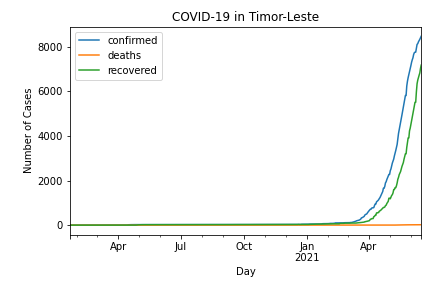 COVID-19 in Timor-Leste
confirmed
deaths
recovered
Number of Cases
8000
6000
4000
2000
0
Apr
Jul
Oct
Jan
2021
Apr
Day